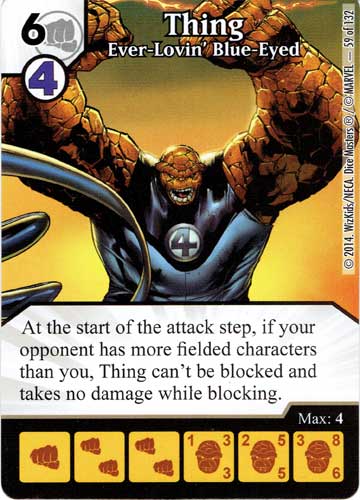 6
Thing
Ever-Lovin' Blue-Eyed
4
4
© 2014. WizKids/NECA. Dice Masters ® / © MARVEL — 59 of 132
At the start of the attack step, if your
opponent has more fielded characters
than you, Thing can't be blocked and
takes no damage while blocking.
Max: 4
1 3 3
2 5 5
3 8 6